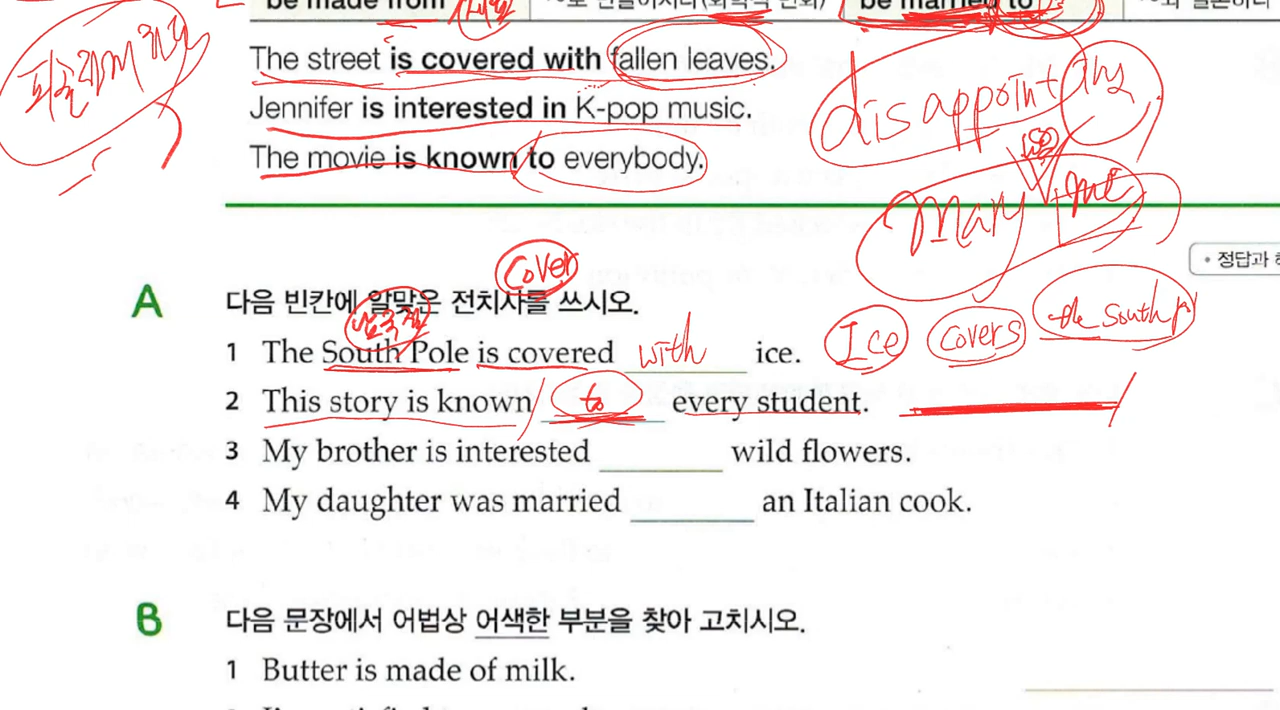 be made from
be married to
The street is covered with fallen leaves.
Jennifer is interested in K-pop music.
The movie is known to everybody.
disappoint ing
Mary me
정답과
cover
A 다음 빈칸에 알맞은 전치사를 쓰시오.
남극점
1 The South Pole is covered with ice. Ice covers the South
2 This story is known to every student.
3 My brother is interested ______ wild flowers.
4 My daughter was married ______ an Italian cook.
B 다음 문장에서 어법상 어색한 부분을 찾아 고치시오.
1 Butter is made of milk.